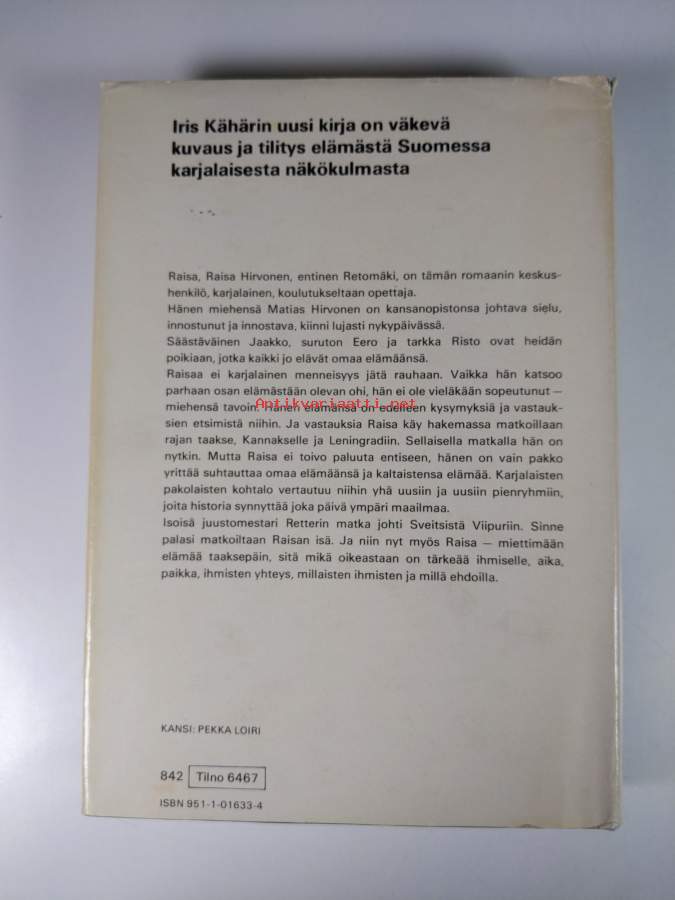 Iris Kähärin uusi kirja on väkevä
kuvaus ja tilitys elämästä Suomessa
karjalaisesta näkökulmasta
Raisa, Raisa Hirvonen, entinen Retomäki, on tämän romaanin keskus-
henkilö, karjalainen, koulutukseltaan opettaja.
Hänen miehensä Matias Hirvonen on kansanopistonsa johtava sielu,
innostunut ja innostava, kiinni lujasti nykypäivässä.
Säästäväinen Jaakko, suruton Eero ja tarkka Risto ovat heidän
poikiaan, jotka kaikki jo elävät omaa elämäänsä.
Raisaa ei karjalainen menneisyys jätä rauhaan. Vaikka hän katsoo
parhaan osan elämästään olevan ohi, hän ei ole vieläkään sopeutunut —
miehensä tavoin. Hänen elämänsä on edelleen kysymyksiä ja vastauk-
Antikvariaatti.net
sien etsimistä niihin. Ja vastauksia Raisa käy hakemassa matkoillaan
rajan taakse, Kannakselle ja Leningradiin. Sellaisella matkalla hän on
nytkin. Mutta Raisa ei toivo paluuta entiseen, hänen on vain pakko
yrittää suhtauttaa omaa elämäänsä ja kaltaistensa elämää. Karjalaisten
pakolaisten kohtalo vertautuu niihin yhä uusiin ja uusiin pienryhmiin,
joita historia synnyttää joka päivä ympäri maailmaa.
Isoisä juustomestari Retterin matka johti Sveitsistä Viipuriin. Sinne
palasi matkoiltaan Raisan isä. Ja niin nyt myös Raisa — miettimään
elämää taaksepäin, sitä mikä oikeastaan on tärkeää ihmiselle, aika,
paikka, ihmisten yhteys, millaisten ihmisten ja millä ehdoilla.
KANSI: PEKKA LOIRI
842 Tilno 6467
ISBN 951-1-01633-4